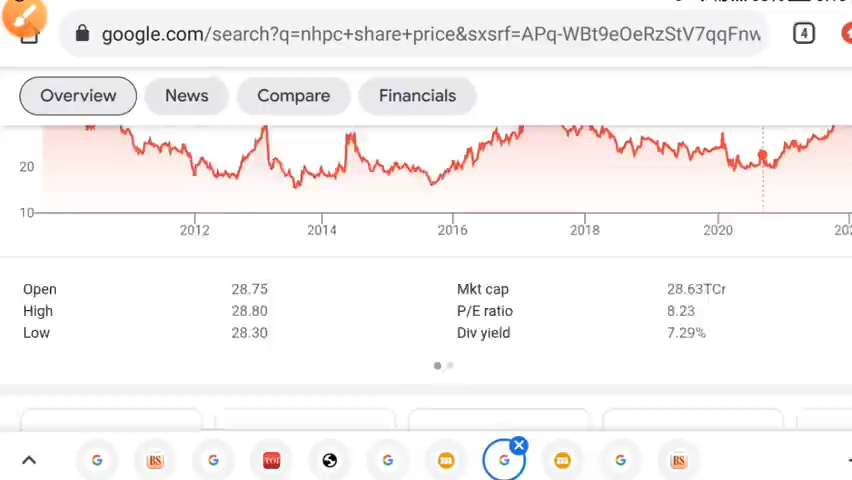 google.com/search?q=nhpc+share+price&sxsrf=APq-WBt9eOeRzStV7qqFnw
4
Overview News Compare Financials
20
10
2012 2014 2016 2018 2020
Open 28.75 Mkt cap 28.63TCr
High 28.80 P/E ratio 8.23
Low 28.30 Div yield 7.29%
BS TOI m m BS